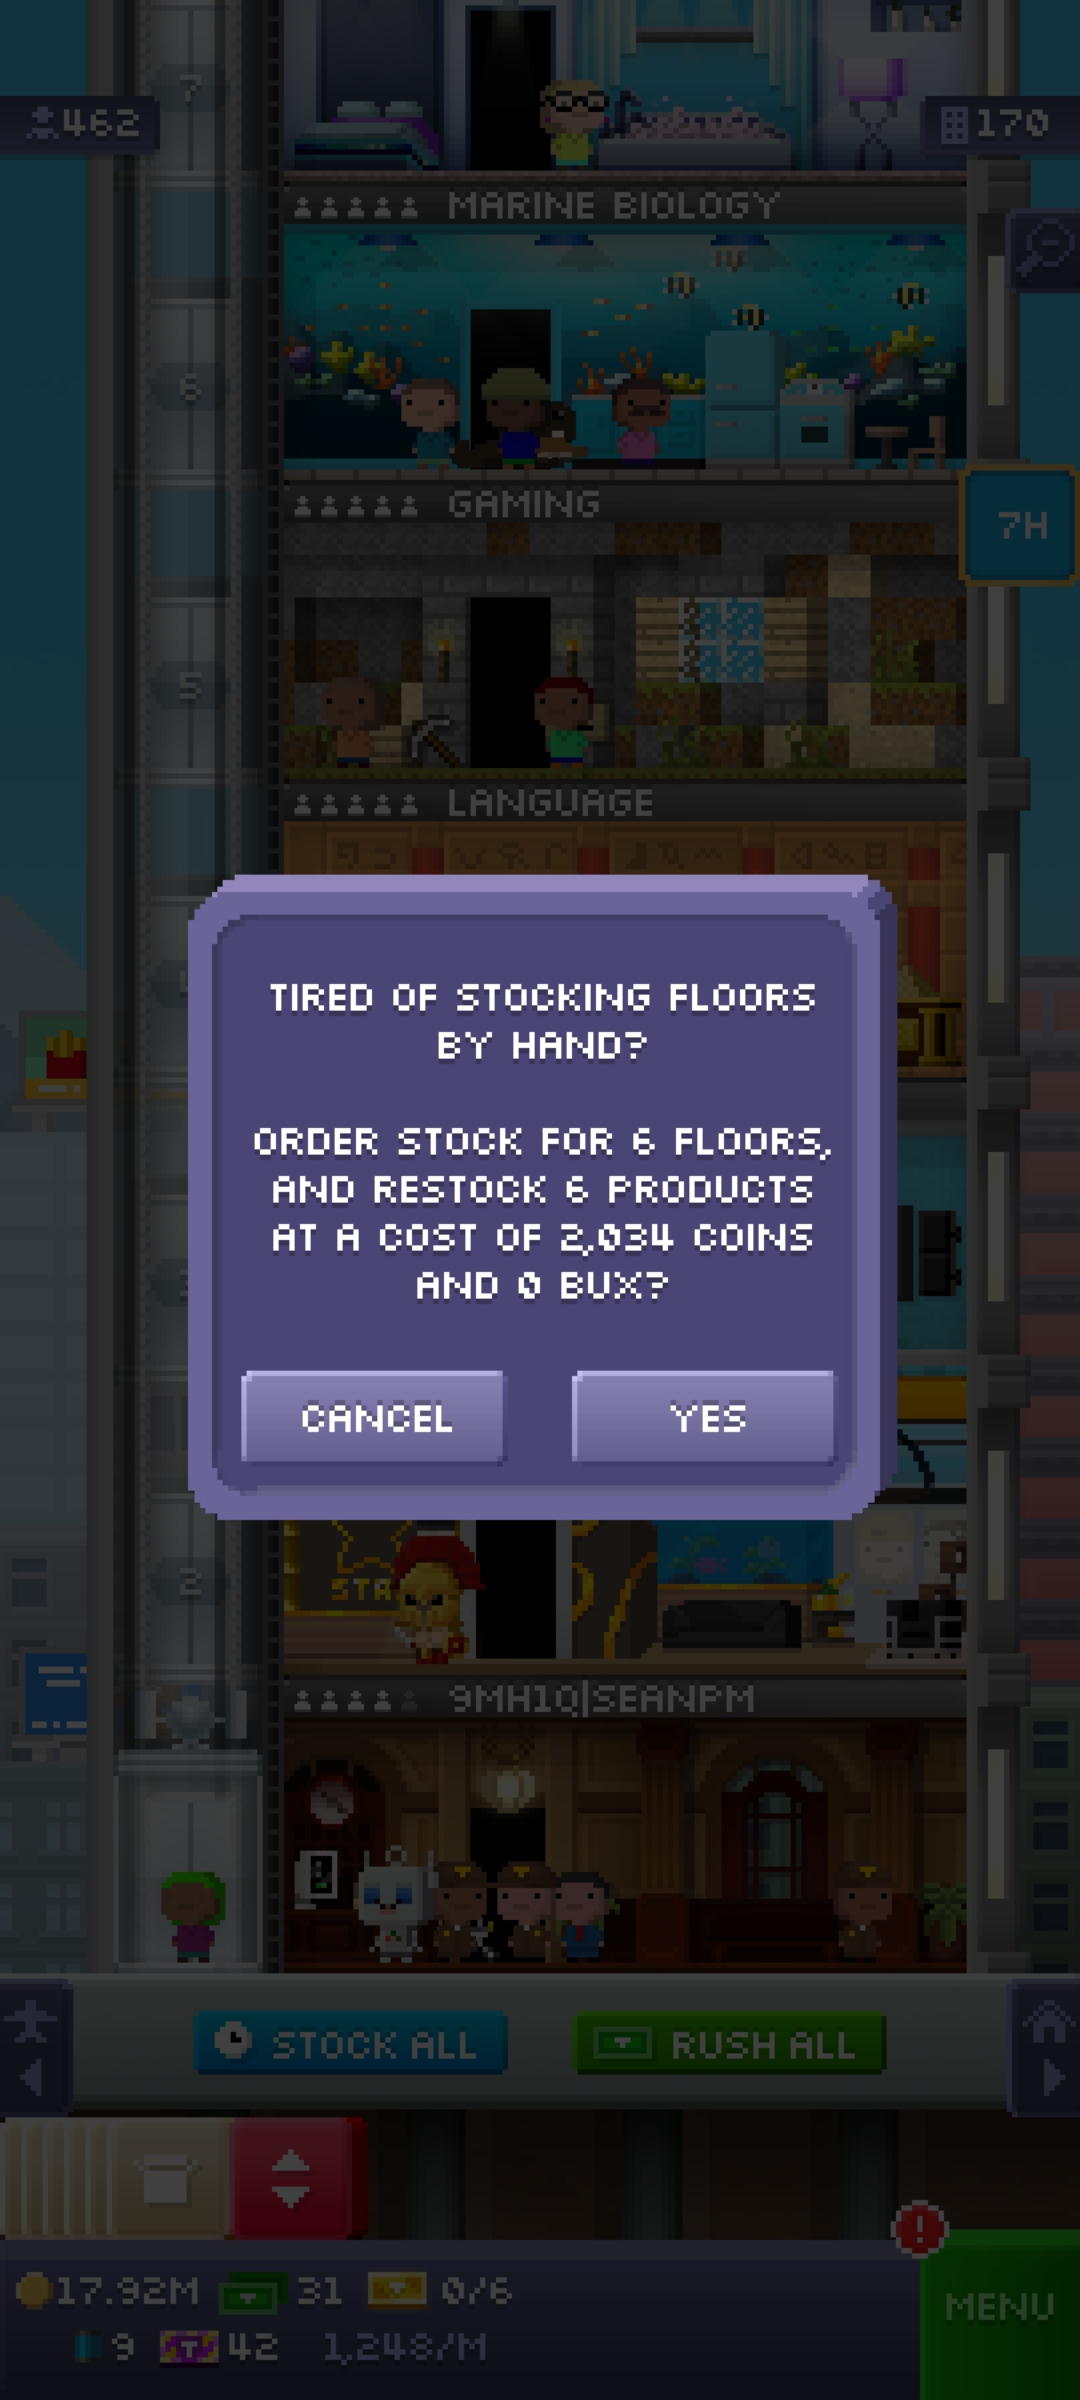 7
462
170
MARINE BIOLOGY
6
GAMING
7H
5
LANGUAGE
TIRED OF STOCKING FLOORS
BY HAND?
ORDER STOCK FOR 6 FLOORS,
AND RESTOCK 6 PRODUCTS
AT A COST OF 2,034 COINS
AND 0 BUX?
CANCEL
YES
2
STA
9MH1Q|SEANPM
STOCK ALL
RUSH ALL
17.92M
31
0/6
MENU
9
42
1,248/M